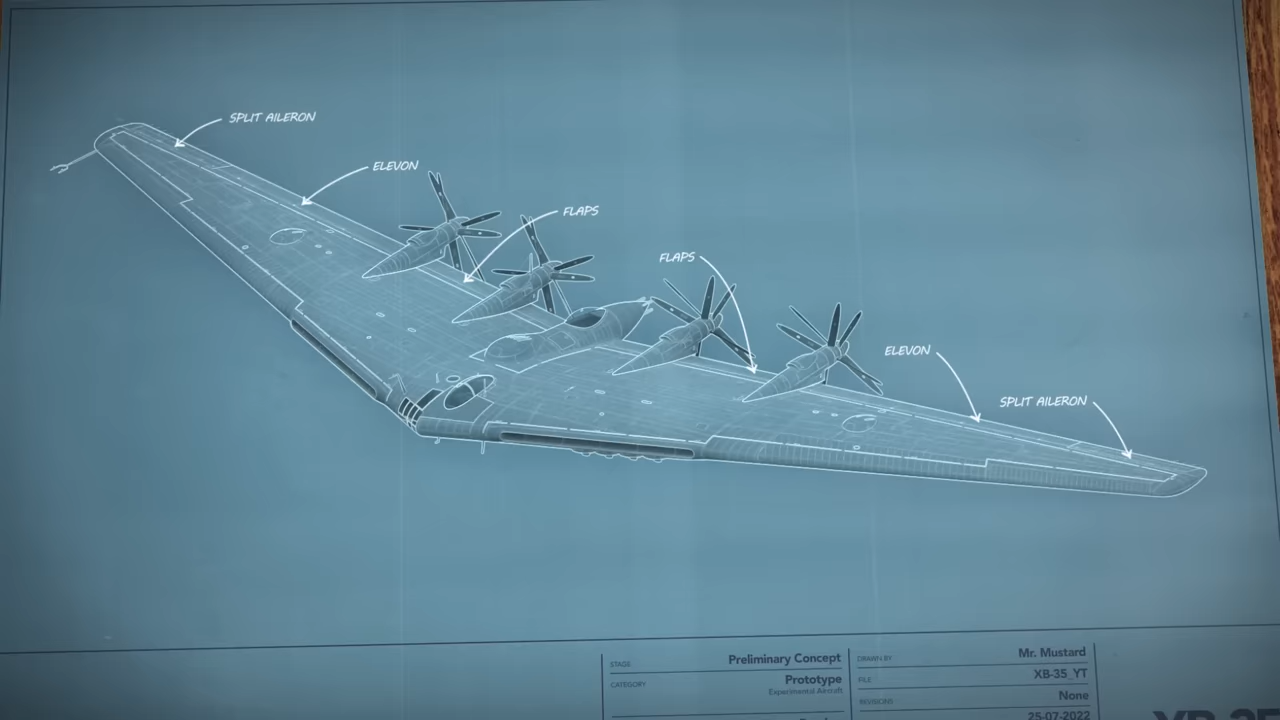 SPLIT AILERON
ELEVON
FLAPS
FLAPS
ELEVON
SPLIT AILERON
STAGE Preliminary Concept
CATEGORY Prototype
Experimental Aircraft
DRAWN BY Mr. Mustard
FILE XB-35_YT
REVISIONS None
25-07-2022